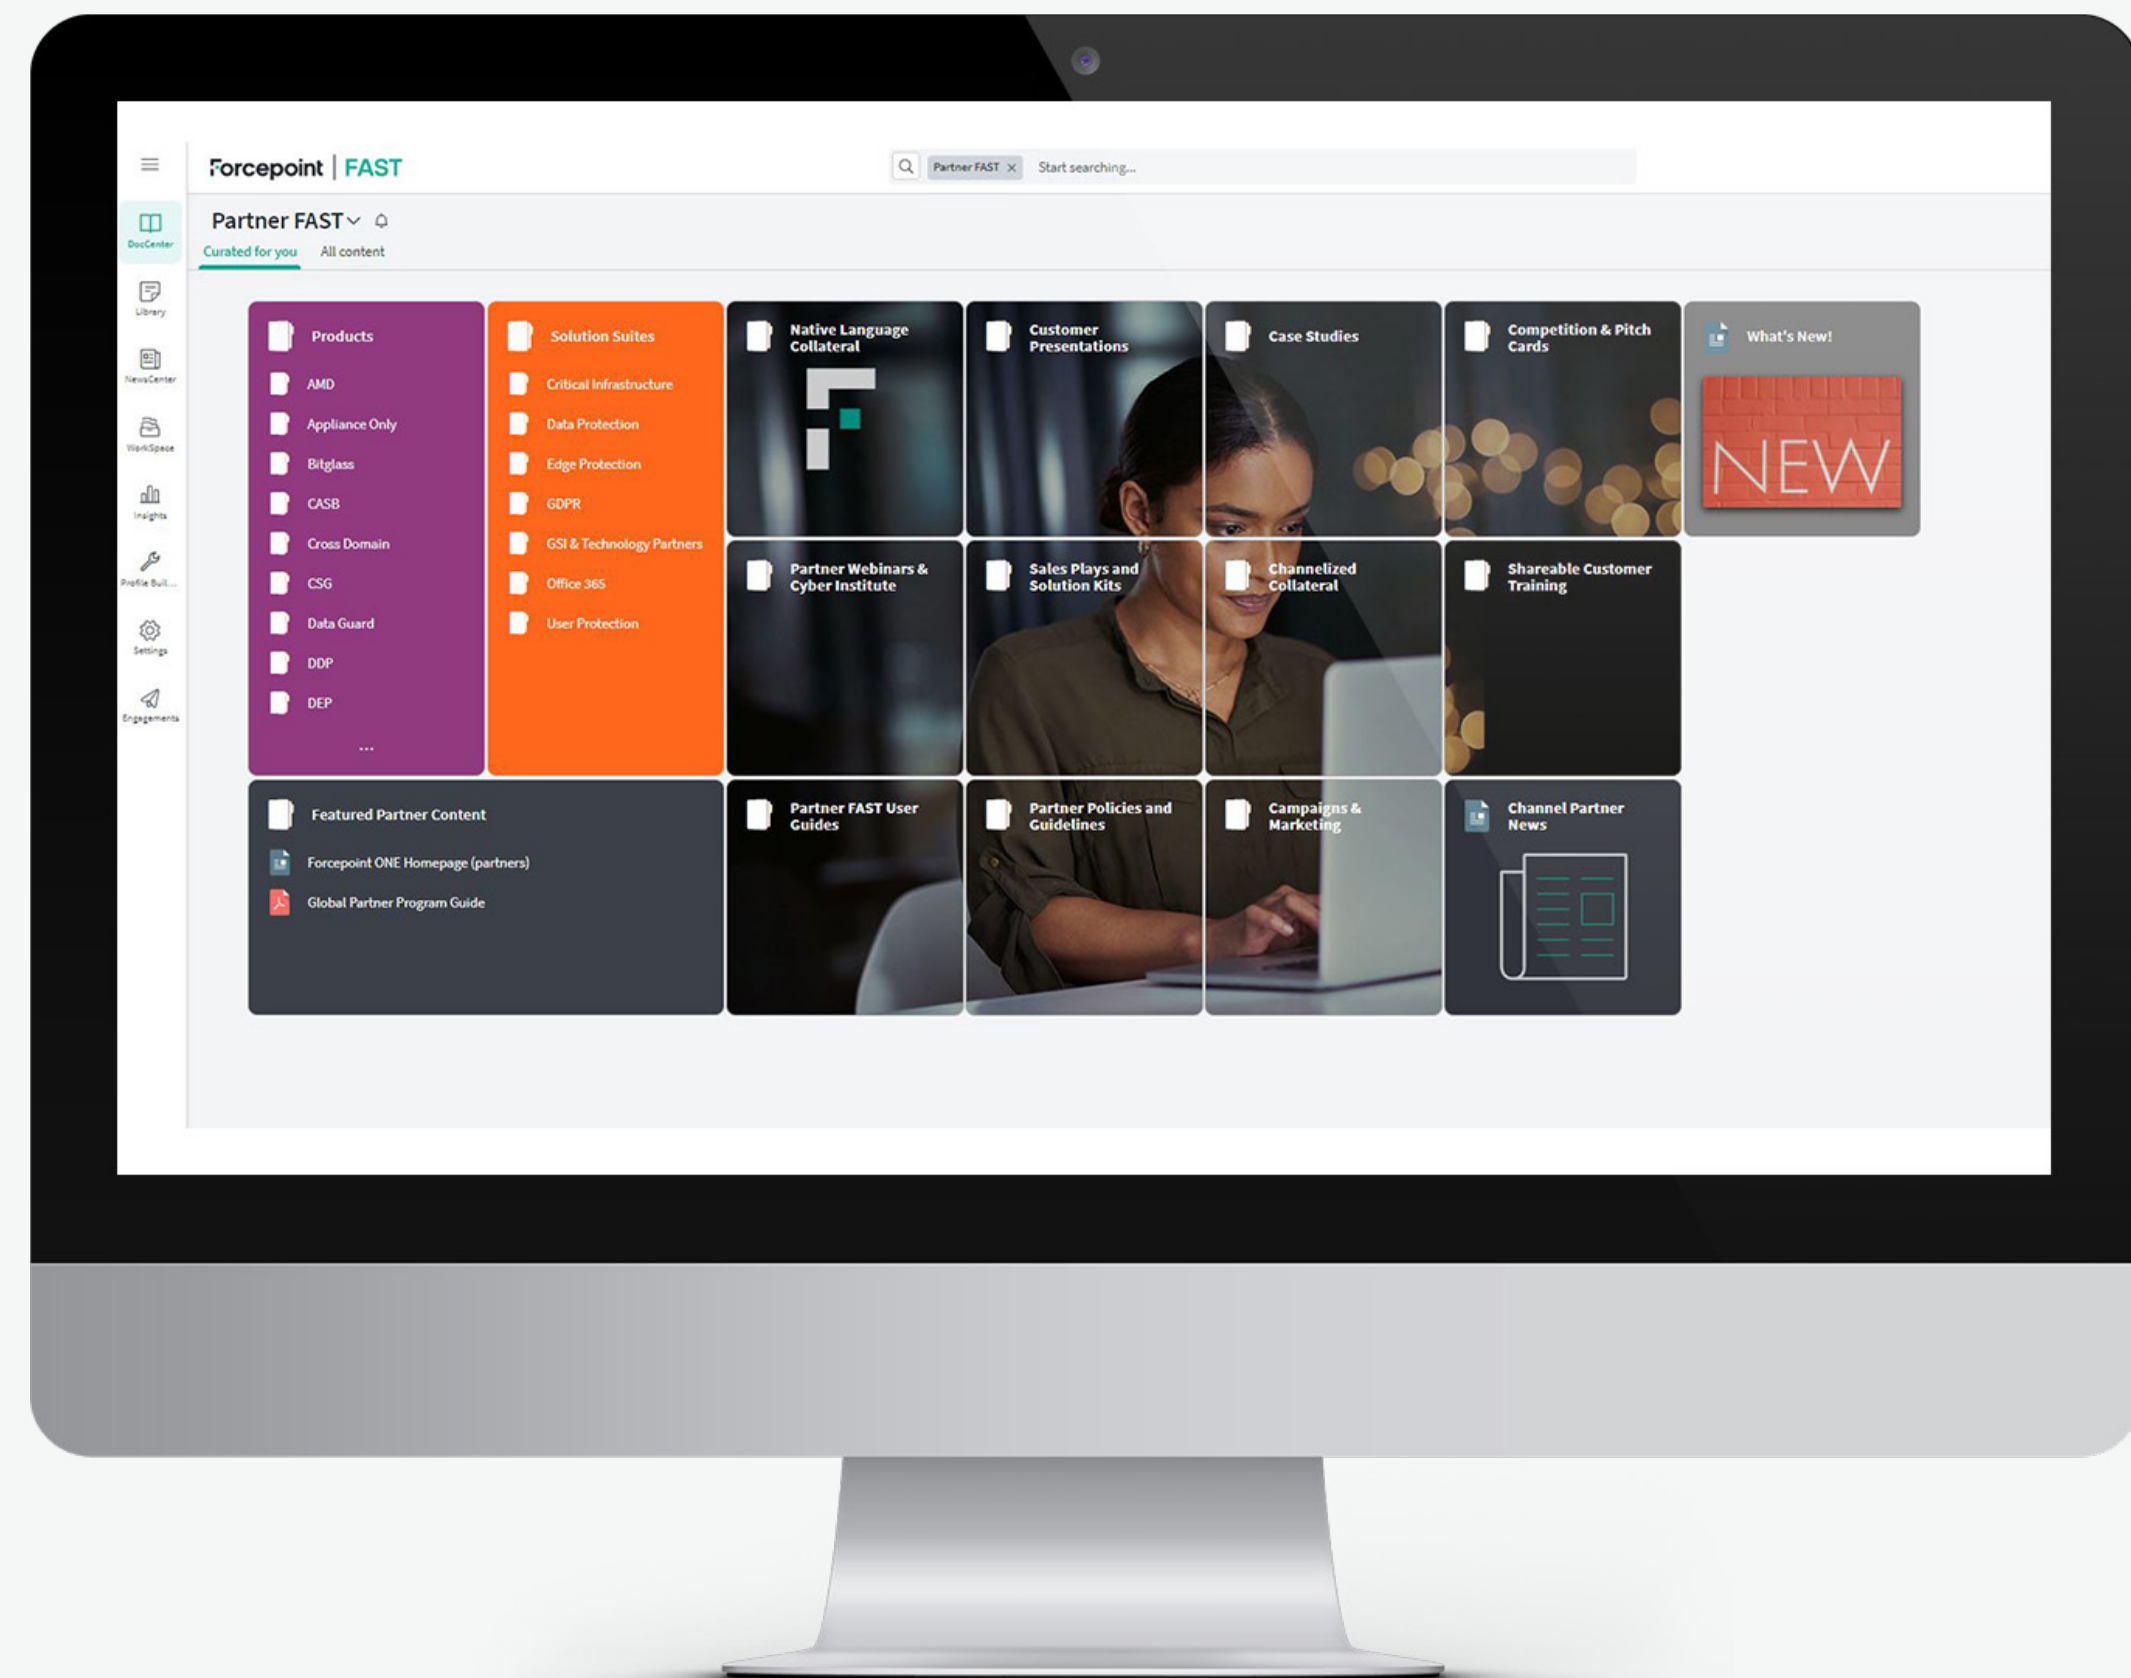 Forcepoint | FAST
Partner FAST × Start searching...
Partner FAST
Curated for you All content
DocCenter
Library
NewsCenter
WorkSpace
Insights
Profile Buil...
Settings
Engagements
Products
AMD
Appliance Only
Bitglass
CASB
Cross Domain
CSG
Data Guard
DDP
DEP
...
Solution Suites
Critical Infrastructure
Data Protection
Edge Protection
GDPR
GSI & Technology Partners
Office 365
User Protection
Native Language
Collateral
Customer
Presentations
Case Studies
Competition & Pitch
Cards
What's New!
NEW
Partner Webinars &
Cyber Institute
Sales Plays and
Solution Kits
Channelized
Collateral
Shareable Customer
Training
Featured Partner Content
Forcepoint ONE Homepage (partners)
Global Partner Program Guide
Partner FAST User
Guides
Partner Policies and
Guidelines
Campaigns &
Marketing
Channel Partner
News